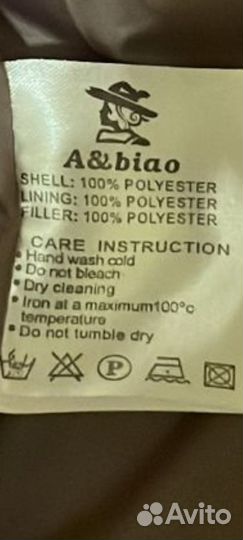 A&biao
SHELL: 100% POLYESTER
LINING: 100% POLYESTER
FILLER: 100% POLYESTER
CARE INSTRUCTION
• Hand wash cold
• Do not bleach
• Dry cleaning
• Iron at a maximum100°c
temperature
• Do not tumble dry
P
Avito